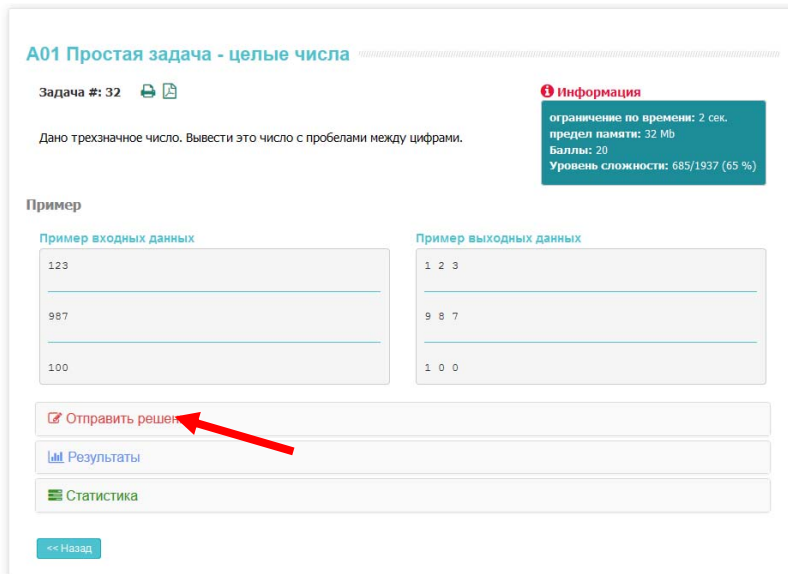 A01 Простая задача - целые числа
Задача #: 32
Информация
ограничение по времени: 2 сек.
предел памяти: 32 Mb
Баллы: 20
Уровень сложности: 685/1937 (65 %)
Дано трехзначное число. Вывести это число с пробелами между цифрами.
Пример
Пример входных данных
123
987
100
Пример выходных данных
1 2 3
9 8 7
1 0 0
Отправить решен
Результаты
Статистика
<< Назад